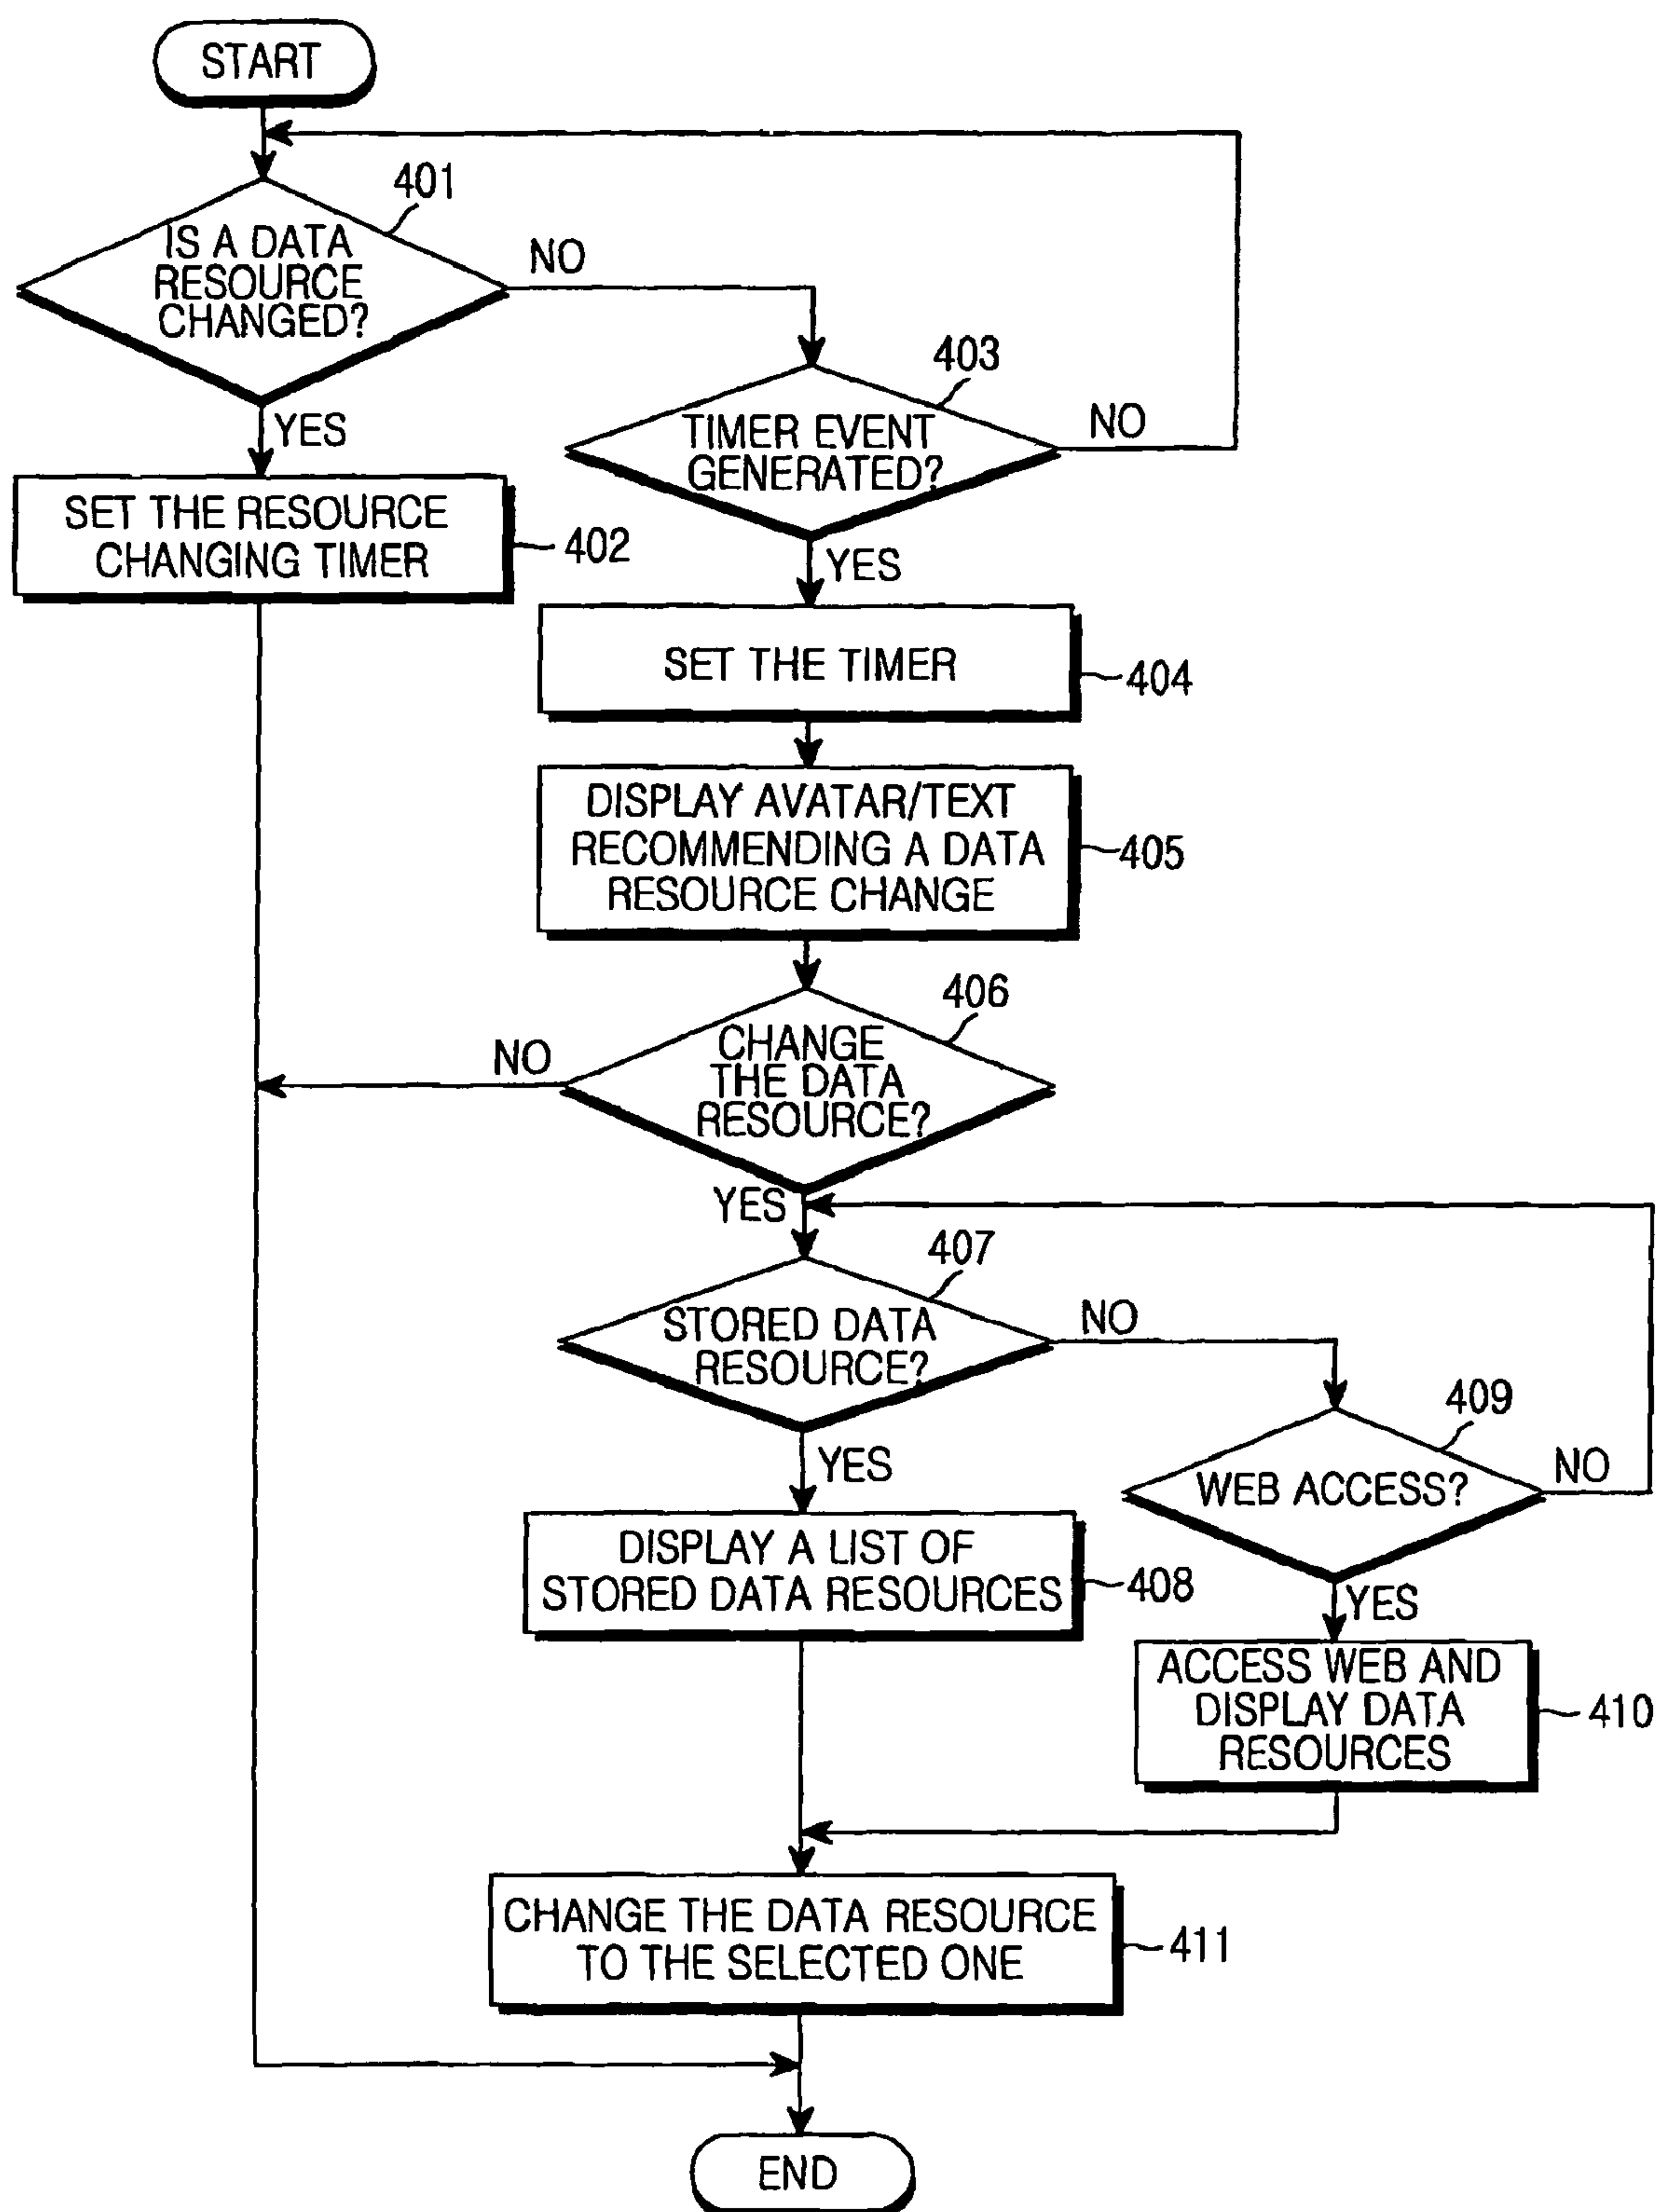 START
401
IS A DATA
RESOURCE
CHANGED?
NO
YES
403
TIMER EVENT
GENERATED?
NO
YES
SET THE RESOURCE
CHANGING TIMER
402
SET THE TIMER
404
DISPLAY AVATAR/TEXT
RECOMMENDING A DATA
RESOURCE CHANGE
405
406
CHANGE
THE DATA
RESOURCE?
NO
YES
407
STORED DATA
RESOURCE?
NO
YES
409
WEB ACCESS?
NO
YES
DISPLAY A LIST OF
STORED DATA RESOURCES
408
ACCESS WEB AND
DISPLAY DATA
RESOURCES
410
CHANGE THE DATA RESOURCE
TO THE SELECTED ONE
411
END